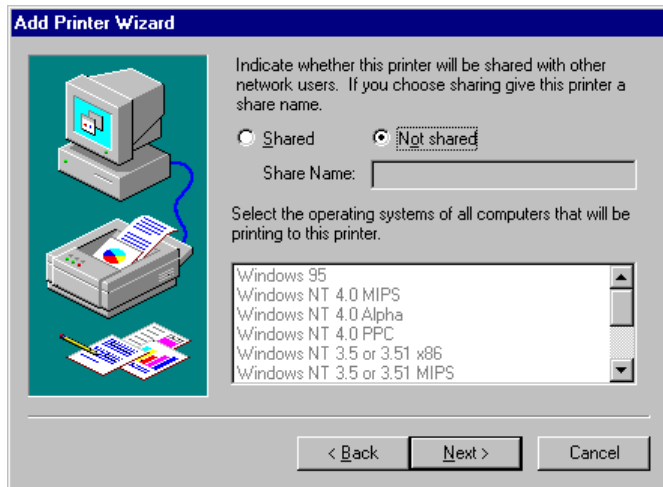 Add Printer Wizard
Indicate whether this printer will be shared with other
network users.  If you choose sharing give this printer a
share name.
Shared
Not shared
Share Name:
Select the operating systems of all computers that will be
printing to this printer.
Windows 95
Windows NT 4.0 MIPS
Windows NT 4.0 Alpha
Windows NT 4.0 PPC
Windows NT 3.5 or 3.51 x86
Windows NT 3.5 or 3.51 MIPS
< Back
Next >
Cancel